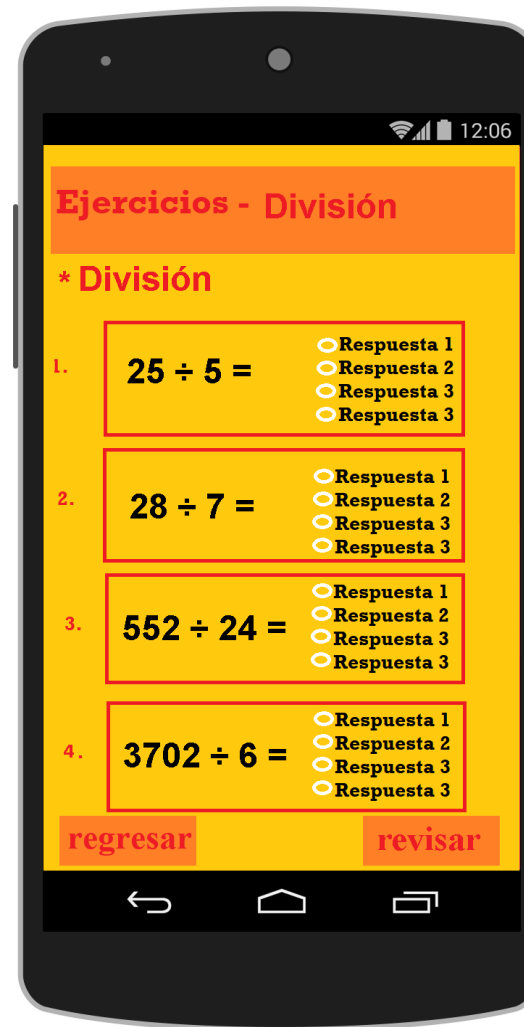 12:06
Ejercicios - División
* División
1.
25 ÷ 5 =
Respuesta 1
Respuesta 2
Respuesta 3
Respuesta 3
2.
28 ÷ 7 =
Respuesta 1
Respuesta 2
Respuesta 3
Respuesta 3
3.
552 ÷ 24 =
Respuesta 1
Respuesta 2
Respuesta 3
Respuesta 3
4.
3702 ÷ 6 =
Respuesta 1
Respuesta 2
Respuesta 3
Respuesta 3
regresar
revisar